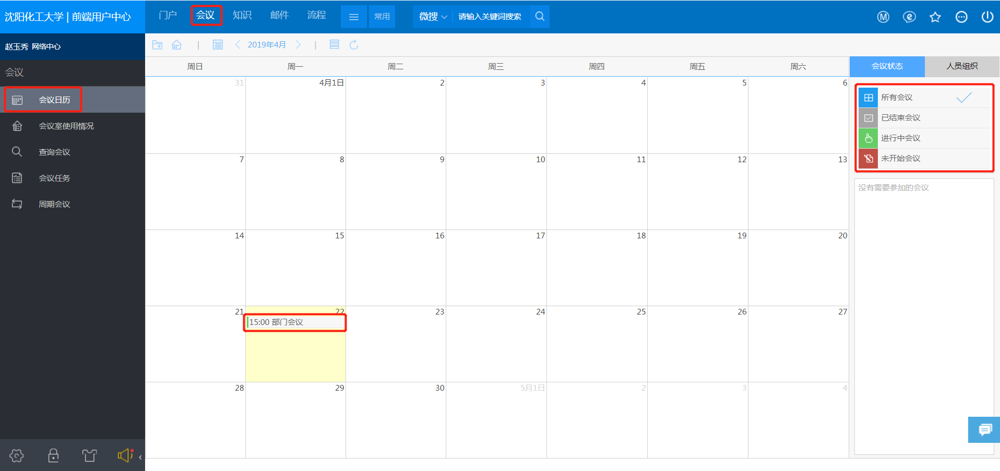 沈阳化工大学 | 前端用户中心
门户 会议 知识 邮件 流程 常用 微搜 请输入关键词搜索
赵玉秀 网络中心
会议
会议日历
会议室使用情况
查询会议
会议任务
周期会议
2019年4月
周日 周一 周二 周三 周四 周五 周六
31 4月1日 2 3 4 5 6
7 8 9 10 11 12 13
14 15 16 17 18 19 20
21 22 23 24 25 26 27
15:00 部门会议
28 29 30 5月1日 2 3 4
会议状态 人员组织
所有会议
已结束会议
进行中会议
未开始会议
没有需要参加的会议